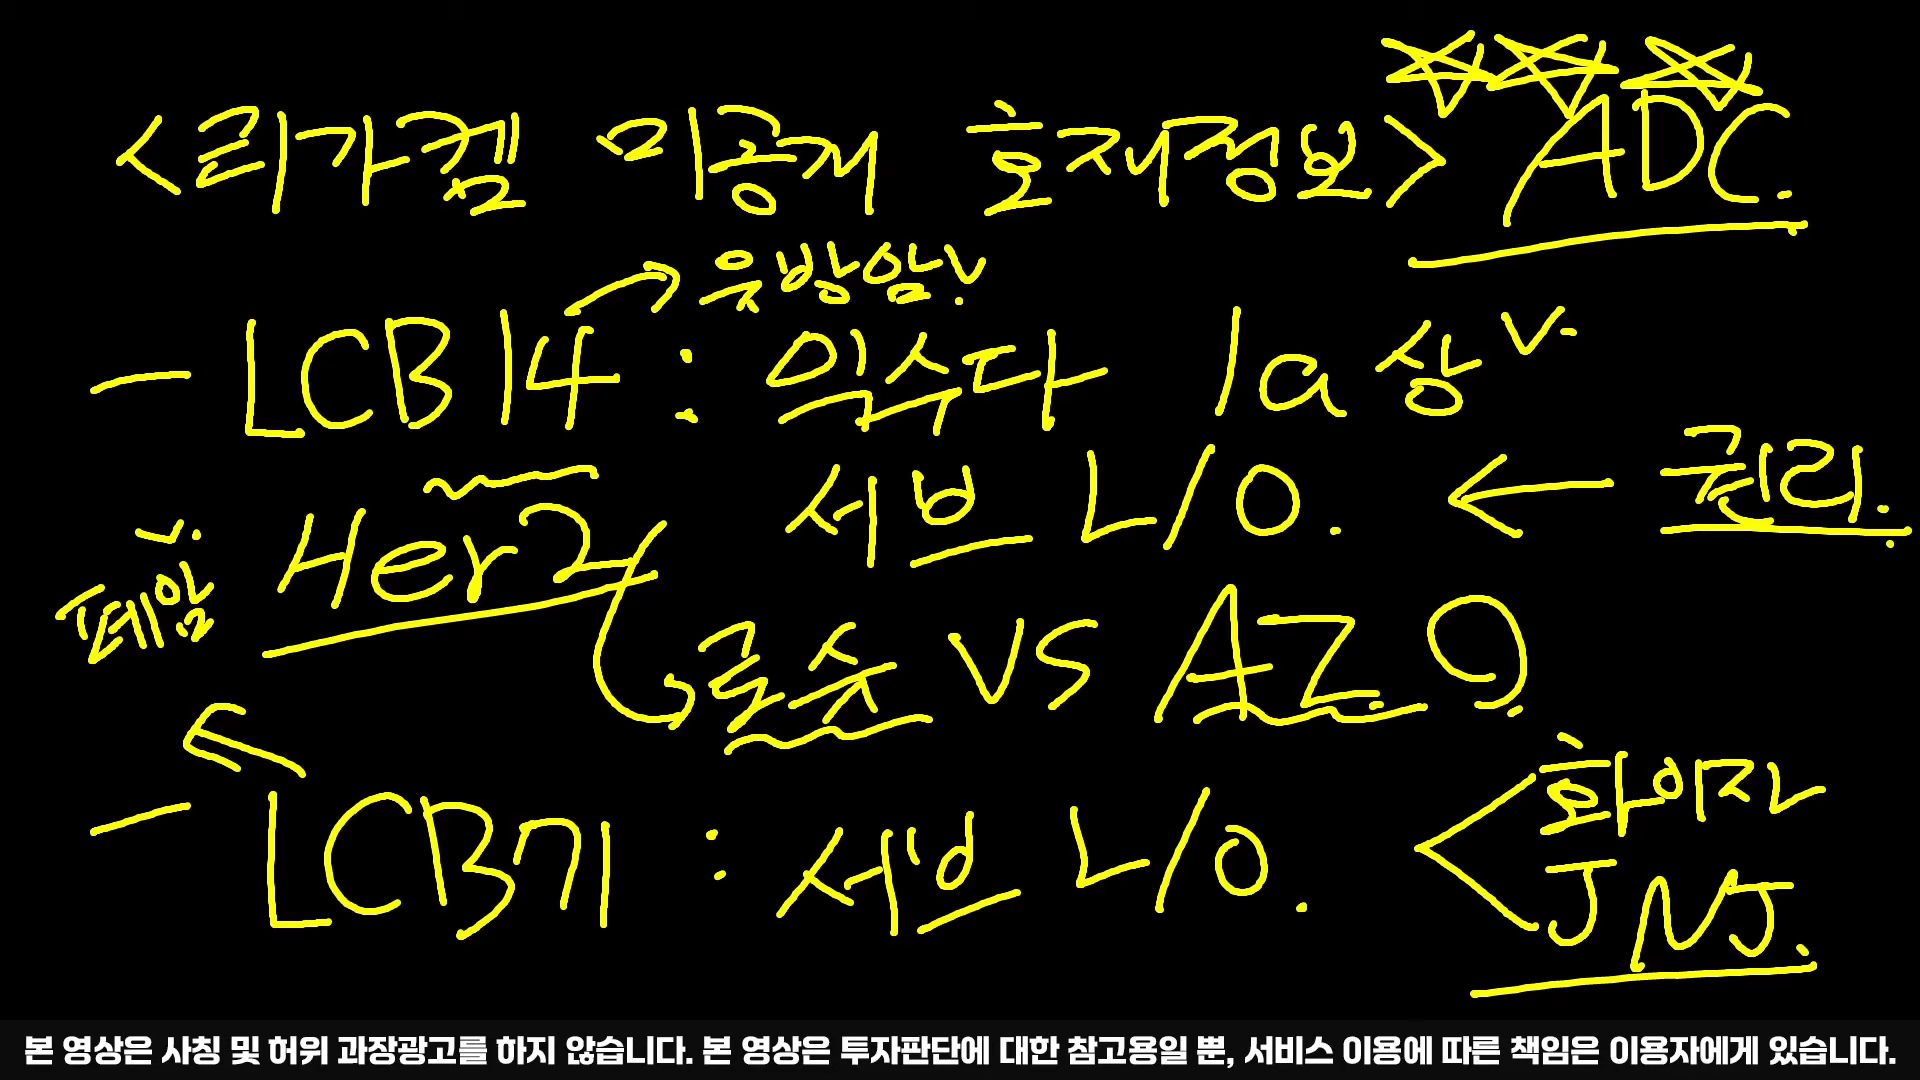 <리가켐 미공개 호재정보> ADC.
→ 유방암!
- LCB14 : 익수다 1a상
서브 L/O. ← 권리.
폐암 Her2
로슈 VS AZ
- LCB71 : 서브 L/O. < 화이자
JNJ.
본 영상은 사칭 및 허위 과장광고를 하지 않습니다. 본 영상은 투자판단에 대한 참고용일 뿐, 서비스 이용에 따른 책임은 이용자에게 있습니다.